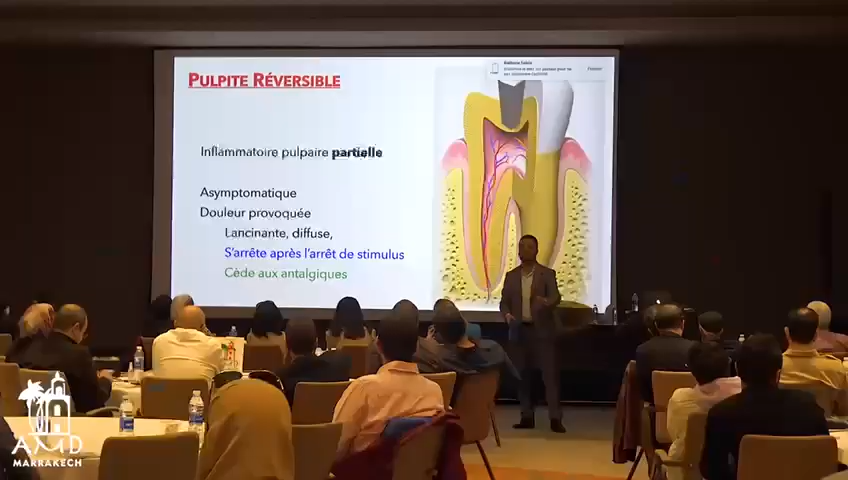 PULPITE RÉVERSIBLE
Inflammatoire pulpaire partielle
Asymptomatique
Douleur provoquée
Lancinante, diffuse,
S'arrête après l'arrêt de stimulus
Cède aux antalgiques
AMD
MARRAKECH